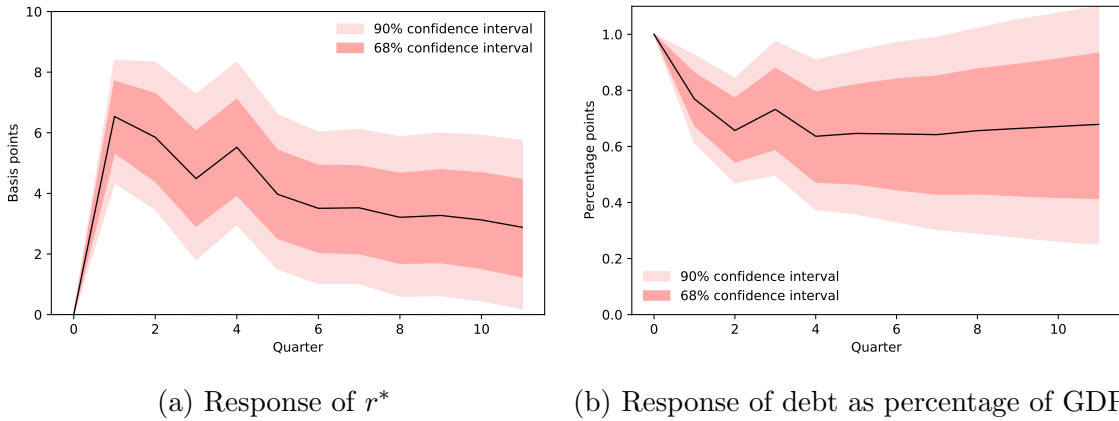 10
8
6
4
2
0
0 2 4 6 8 10
Basis points
Quarter
90% confidence interval
68% confidence interval
(a) Response of r*
1.0
0.8
0.6
0.4
0.2
0.0
0 2 4 6 8 10
Percentage points
Quarter
90% confidence interval
68% confidence interval
(b) Response of debt as percentage of GDP